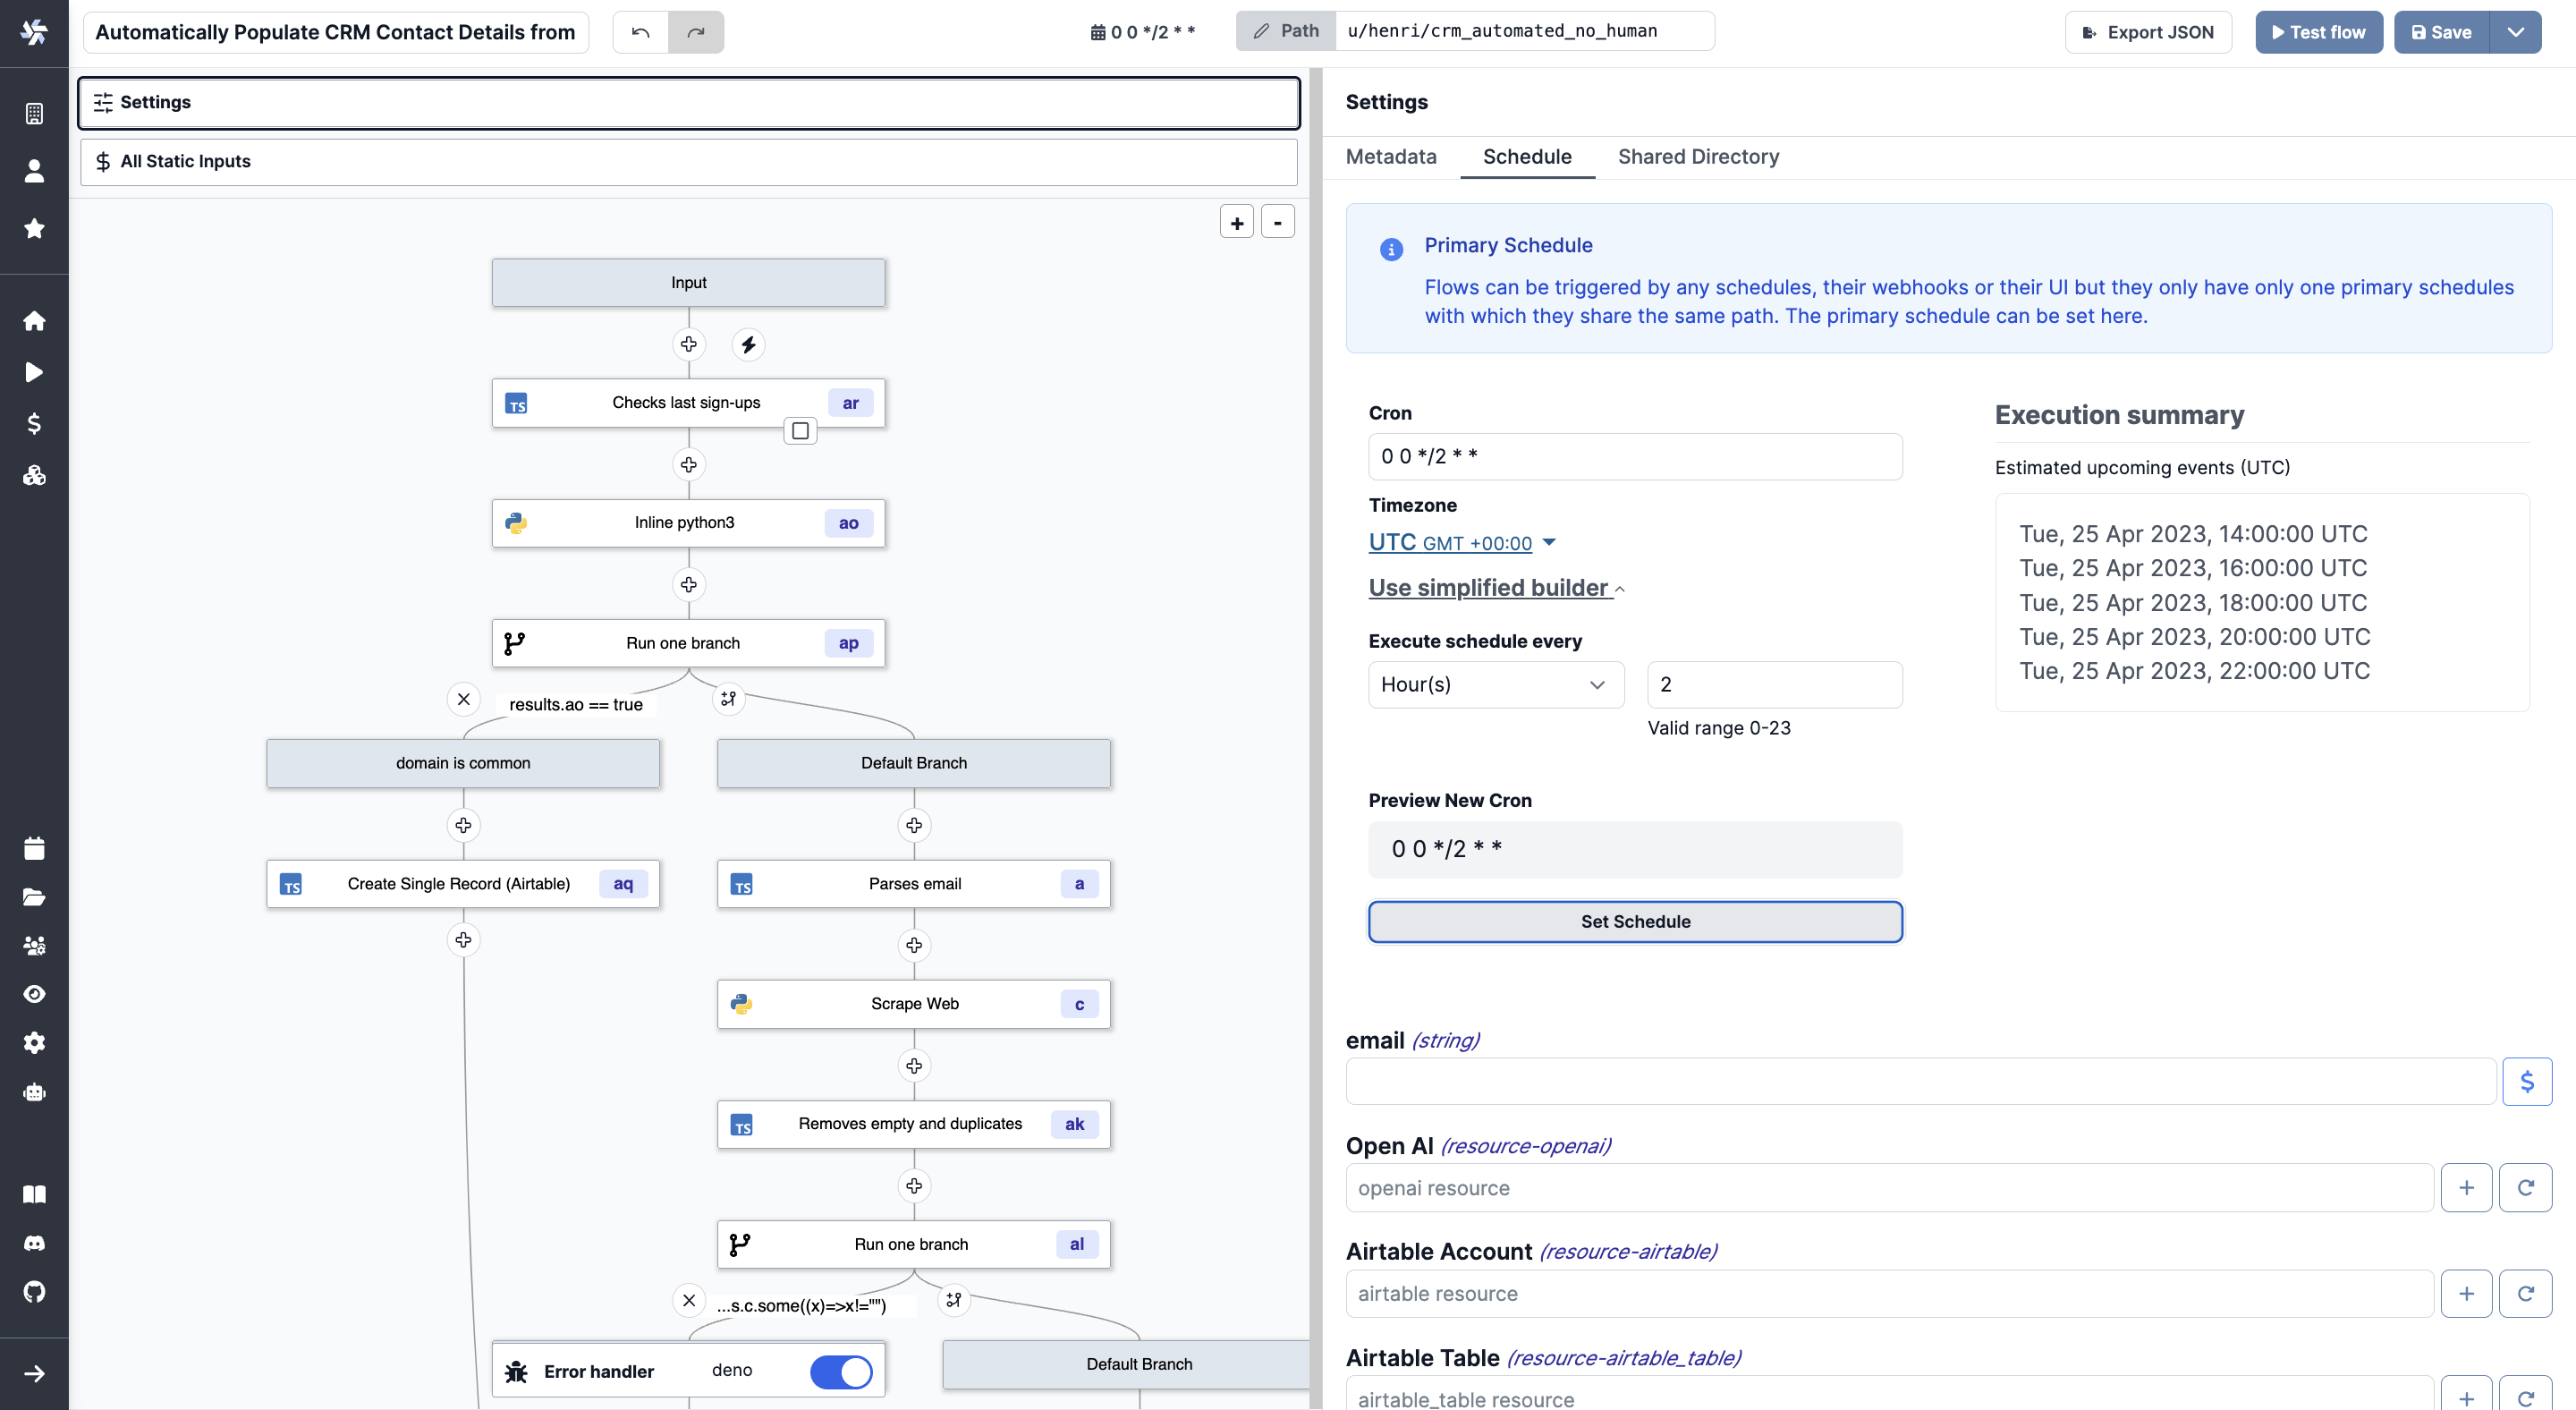 Automatically Populate CRM Contact Details from
0 0 */2 * *
Path
u/henri/crm_automated_no_human
Export JSON
Test flow
Save
Settings
All Static Inputs
+
-
Input
TS
Checks last sign-ups
ar
Inline python3
ao
Run one branch
ap
results.ao == true
domain is common
Default Branch
TS
Create Single Record (Airtable)
aq
TS
Parses email
a
Scrape Web
c
TS
Removes empty and duplicates
ak
Run one branch
al
...s.c.some((x)=>x!="")
Error handler
deno
Default Branch
Settings
Metadata
Schedule
Shared Directory
Primary Schedule
Flows can be triggered by any schedules, their webhooks or their UI but they only have only one primary schedules
with which they share the same path. The primary schedule can be set here.
Cron
0 0 */2 * *
Timezone
UTC GMT +00:00
Use simplified builder
Execute schedule every
Hour(s)
2
Valid range 0-23
Preview New Cron
0 0 */2 * *
Set Schedule
Execution summary
Estimated upcoming events (UTC)
Tue, 25 Apr 2023, 14:00:00 UTC
Tue, 25 Apr 2023, 16:00:00 UTC
Tue, 25 Apr 2023, 18:00:00 UTC
Tue, 25 Apr 2023, 20:00:00 UTC
Tue, 25 Apr 2023, 22:00:00 UTC
email (string)
$
Open AI (resource-openai)
openai resource
+
Airtable Account (resource-airtable)
airtable resource
+
Airtable Table (resource-airtable_table)
airtable_table resource
+